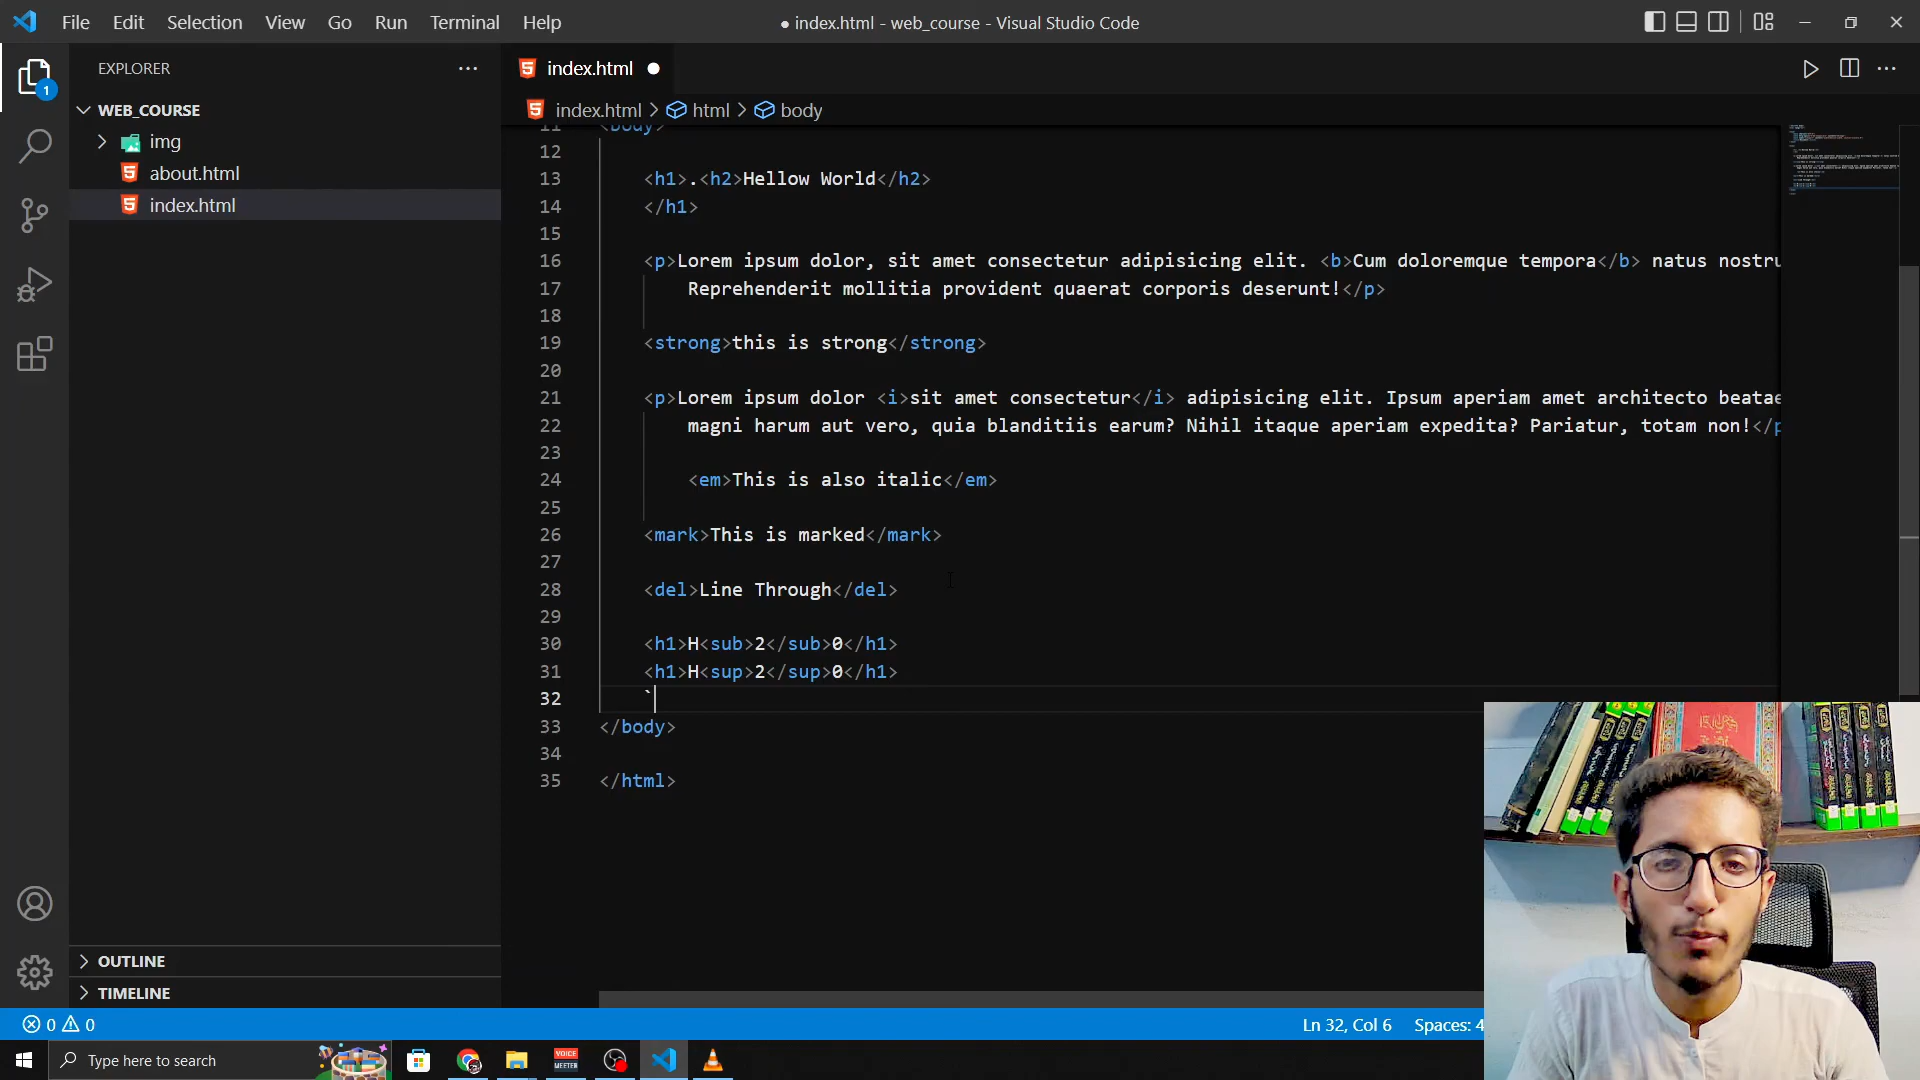 File Edit Selection View Go Run Terminal Help
● index.html - web_course - Visual Studio Code
EXPLORER
index.html
1
WEB_COURSE
index.html > html > body
img
about.html
index.html
11 <body>
12
13 <h1>.<h2>Hellow World</h2>
14 </h1>
15
16 <p>Lorem ipsum dolor, sit amet consectetur adipisicing elit. <b>Cum doloremque tempora</b> natus nostru
17 Reprehenderit mollitia provident quaerat corporis deserunt!</p>
18
19 <strong>this is strong</strong>
20
21 <p>Lorem ipsum dolor <i>sit amet consectetur</i> adipisicing elit. Ipsum aperiam amet architecto beatae
22 magni harum aut vero, quia blanditiis earum? Nihil itaque aperiam expedita? Pariatur, totam non!</p
23
24 <em>This is also italic</em>
25
26 <mark>This is marked</mark>
27
28 <del>Line Through</del>
29
30 <h1>H<sub>2</sub>0</h1>
31 <h1>H<sup>2</sup>0</h1>
32 `
33 </body>
34
35 </html>
OUTLINE
TIMELINE
0 0
Ln 32, Col 6 Spaces: 4
Type here to search
VOICE
MEETER